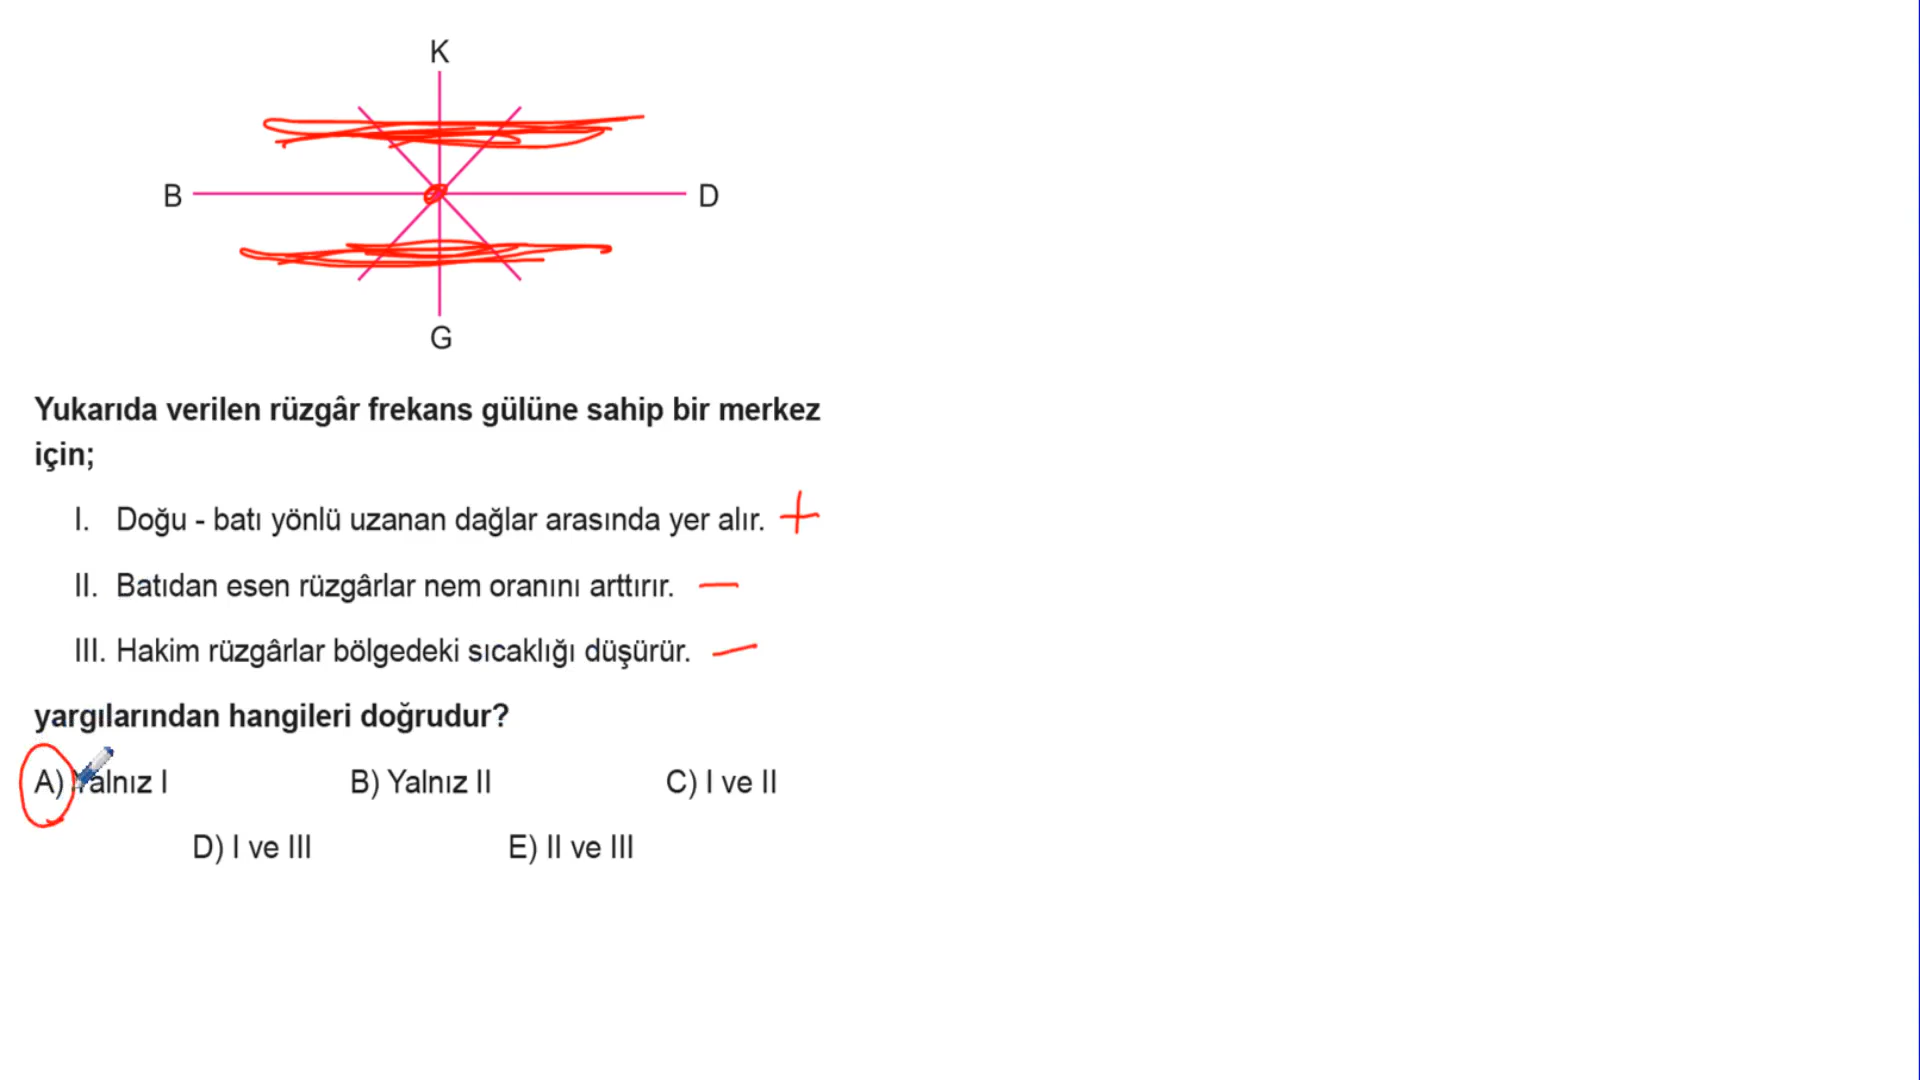 K
B D
G
Yukarıda verilen rüzgâr frekans gülüne sahip bir merkez
için;
I. Doğu - batı yönlü uzanan dağlar arasında yer alır. +
II. Batıdan esen rüzgârlar nem oranını arttırır. —
III. Hakim rüzgârlar bölgedeki sıcaklığı düşürür. —
yargılarından hangileri doğrudur?
A) Yalnız I B) Yalnız II C) I ve II
D) I ve III E) II ve III